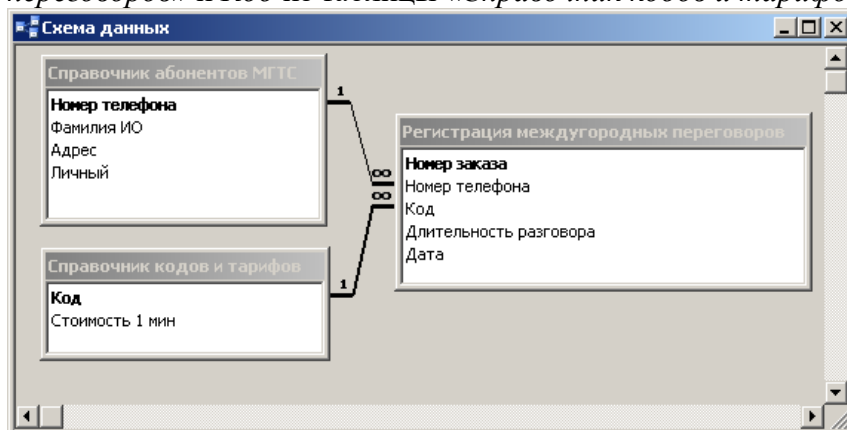 переговоров» и Код из таблицы «Справочник кодов и тарифо
Схема данных
Справочник абонентов МГТС
Номер телефона
Фамилия ИО
Адрес
Личный
1
∞
∞
1
Регистрация междугородных переговоров
Номер заказа
Номер телефона
Код
Длительность разговора
Дата
Справочник кодов и тарифов
Код
Стоимость 1 мин